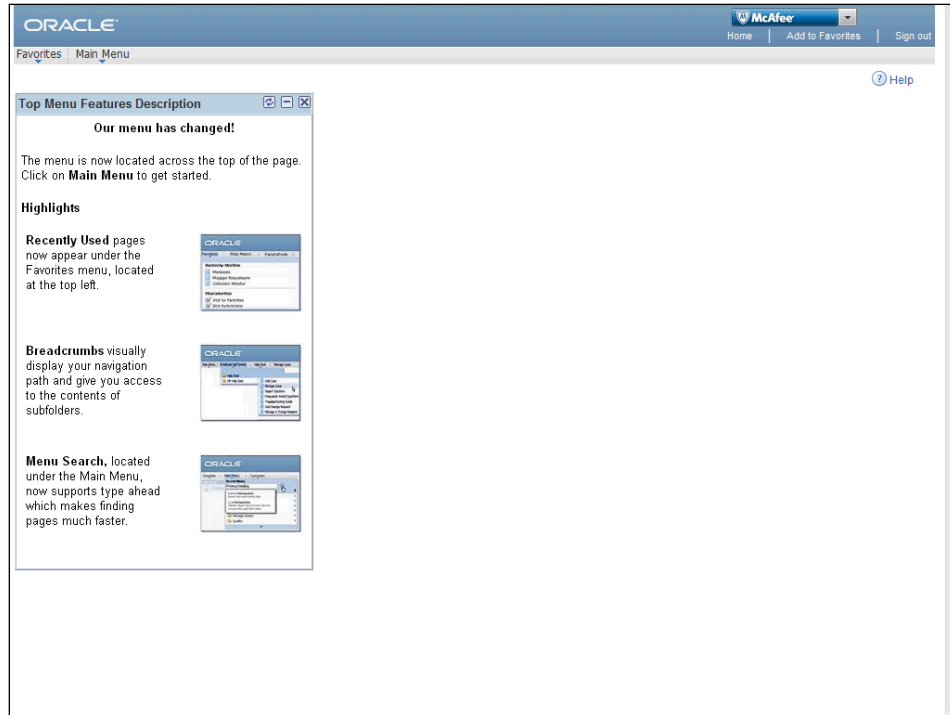 ORACLE
McAfee
Home | Add to Favorites | Sign out
Favorites Main Menu
Help
Top Menu Features Description
Our menu has changed!
The menu is now located across the top of the page.
Click on Main Menu to get started.
Highlights
Recently Used pages
now appear under the
Favorites menu, located
at the top left.
ORACLE
Favorites Main Menu
Breadcrumbs visually
display your navigation
path and give you access
to the contents of
subfolders.
ORACLE
Menu Search, located
under the Main Menu,
now supports type ahead
which makes finding
pages much faster.
ORACLE